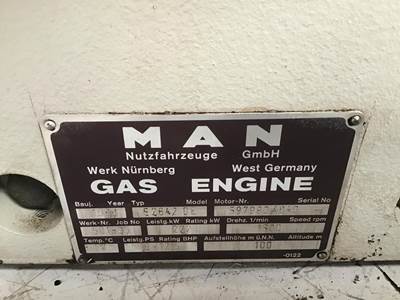 MAN
Nutzfahrzeuge GmbH
Werk Nürnberg West Germany
GAS ENGINE
Bauj. Year Typ Model Motor-Nr. Serial No
Werk-Nr. Job No Leistg.kW Rating kW Drehz. 1/min Speed rpm
Temp.°C Leistg.PS Rating BHP Aufstellhöhe m ü.N.N. Altitude m
100
-0122